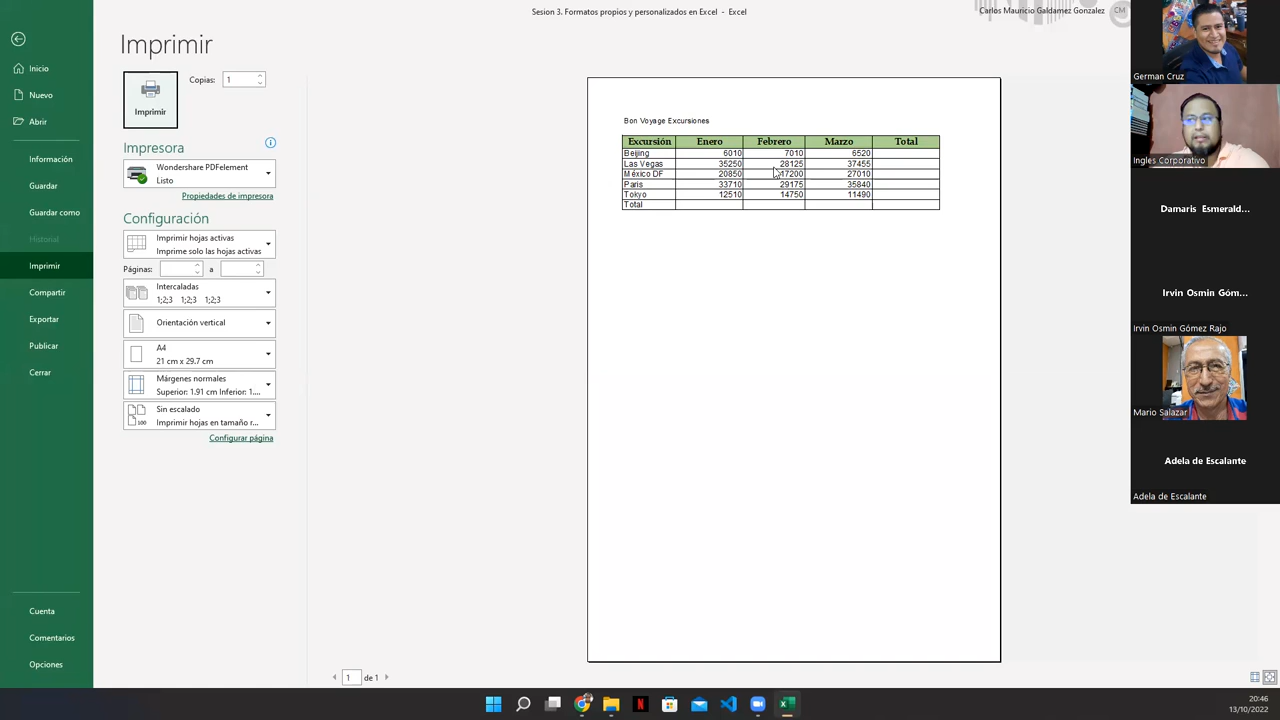 Sesion 3. Formatos propios y personalizados en Excel - Excel
Carlos Mauricio Galdamez Gonzalez
CM
Inicio
Nuevo
Abrir
Información
Guardar
Guardar como
Historial
Imprimir
Compartir
Exportar
Publicar
Cerrar
Cuenta
Comentarios
Opciones
Imprimir
Imprimir
Copias: 1
Impresora
Wondershare PDFelement
Listo
Propiedades de impresora
Configuración
Imprimir hojas activas
Imprime solo las hojas activas
Páginas: a
Intercaladas
1;2;3 1;2;3 1;2;3
Orientación vertical
A4
21 cm x 29.7 cm
Márgenes normales
Superior: 1.91 cm Inferior: 1....
Sin escalado
100
Imprimir hojas en tamaño r...
Configurar página
Bon Voyage Excursiones
Excursión Enero Febrero Marzo Total
Beijing 6010 7010 6520
Las Vegas 35250 28125 37455
México DF 20850 17200 27010
Paris 33710 29175 35840
Tokyo 12510 14750 11490
Total
1 de 1
German Cruz
Ingles Corporativo
Damaris Esmerald...
Irvin Osmin Góm...
Irvin Osmin Gómez Rajo
Mario Salazar
Adela de Escalante
Adela de Escalante
20:46
13/10/2022